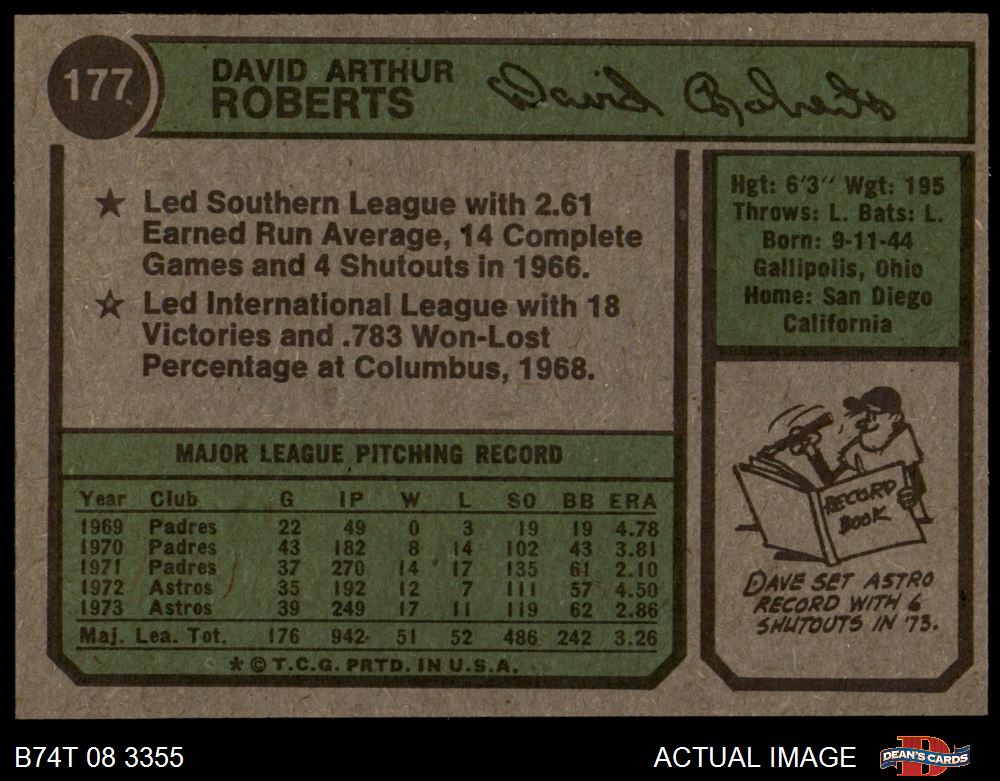 177
DAVID ARTHUR
ROBERTS
David Roberts
★ Led Southern League with 2.61
Earned Run Average, 14 Complete
Games and 4 Shutouts in 1966.
★ Led International League with 18
Victories and .783 Won-Lost
Percentage at Columbus, 1968.
Hgt: 6'3" Wgt: 195
Throws: L. Bats: L.
Born: 9-11-44
Gallipolis, Ohio
Home: San Diego
California
MAJOR LEAGUE PITCHING RECORD
Year Club G IP W L SO BB ERA
1969 Padres 22 49 0 3 19 19 4.78
1970 Padres 43 182 8 14 102 43 3.81
1971 Padres 37 270 14 17 135 61 2.10
1972 Astros 35 192 12 7 111 57 4.50
1973 Astros 39 249 17 11 119 62 2.86
Maj. Lea. Tot. 176 942 51 52 486 242 3.26
★ © T.C.G. PRTD. IN U.S.A.
RECORD
BOOK
DAVE SET ASTRO
RECORD WITH 6
SHUTOUTS IN '73.
B74T 08 3355
ACTUAL IMAGE
DEAN'S CARDS